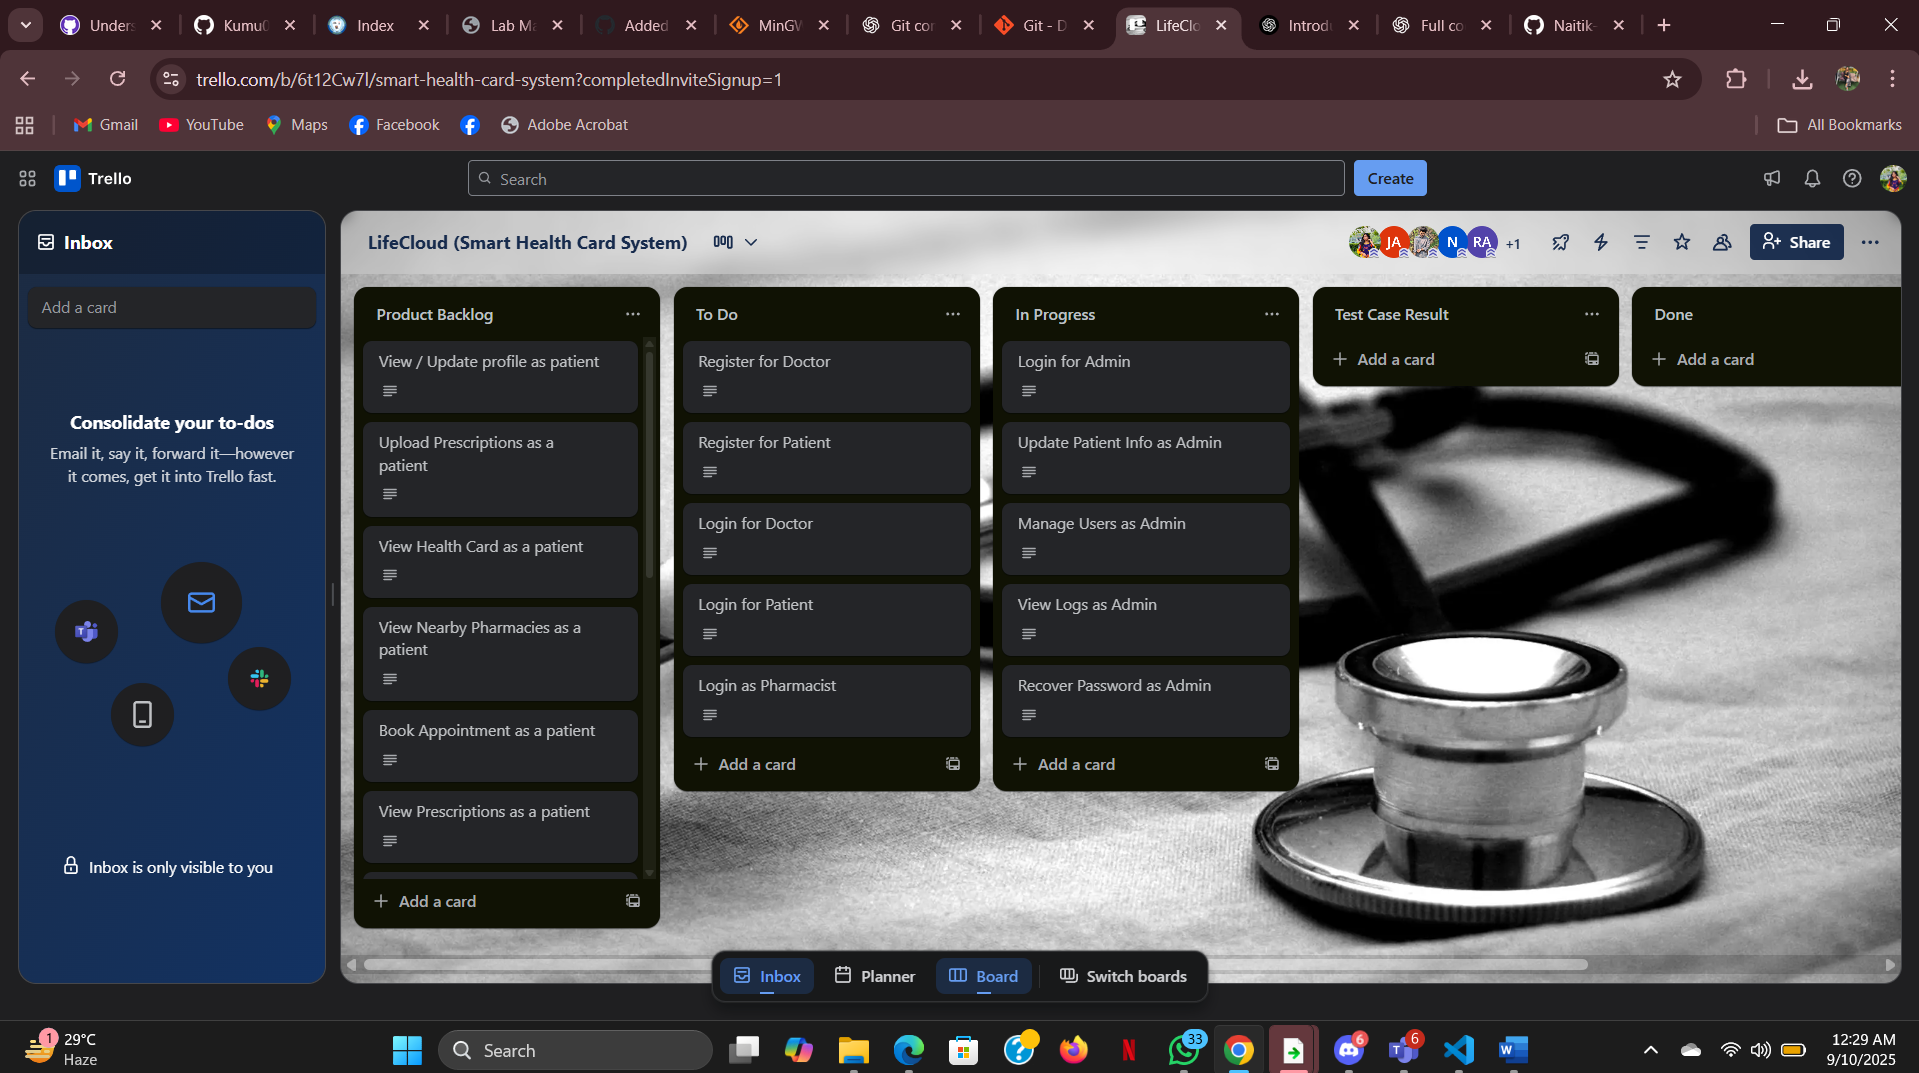 Unders
Kumu
Index
Lab Ma
Added
MinGW
Git cor
Git - D
LifeClo
Introdu
Full co
Naitik-
trello.com/b/6t12Cw7l/smart-health-card-system?completedInviteSignup=1
Gmail
YouTube
Maps
Facebook
Adobe Acrobat
All Bookmarks
Trello
Search
Create
Inbox
Add a card
Consolidate your to-dos
Email it, say it, forward it—however
it comes, get it into Trello fast.
Inbox is only visible to you
LifeCloud (Smart Health Card System)
JA
N
RA
+1
Share
Product Backlog
View / Update profile as patient
Upload Prescriptions as a
patient
View Health Card as a patient
View Nearby Pharmacies as a
patient
Book Appointment as a patient
View Prescriptions as a patient
Add a card
To Do
Register for Doctor
Register for Patient
Login for Doctor
Login for Patient
Login as Pharmacist
Add a card
In Progress
Login for Admin
Update Patient Info as Admin
Manage Users as Admin
View Logs as Admin
Recover Password as Admin
Add a card
Test Case Result
Add a card
Done
Add a card
Inbox
Planner
Board
Switch boards
1
29°C
Haze
Search
33
6
6
12:29 AM
9/10/2025